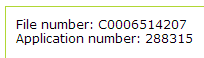 File number: C0006514207
Application number: 288315